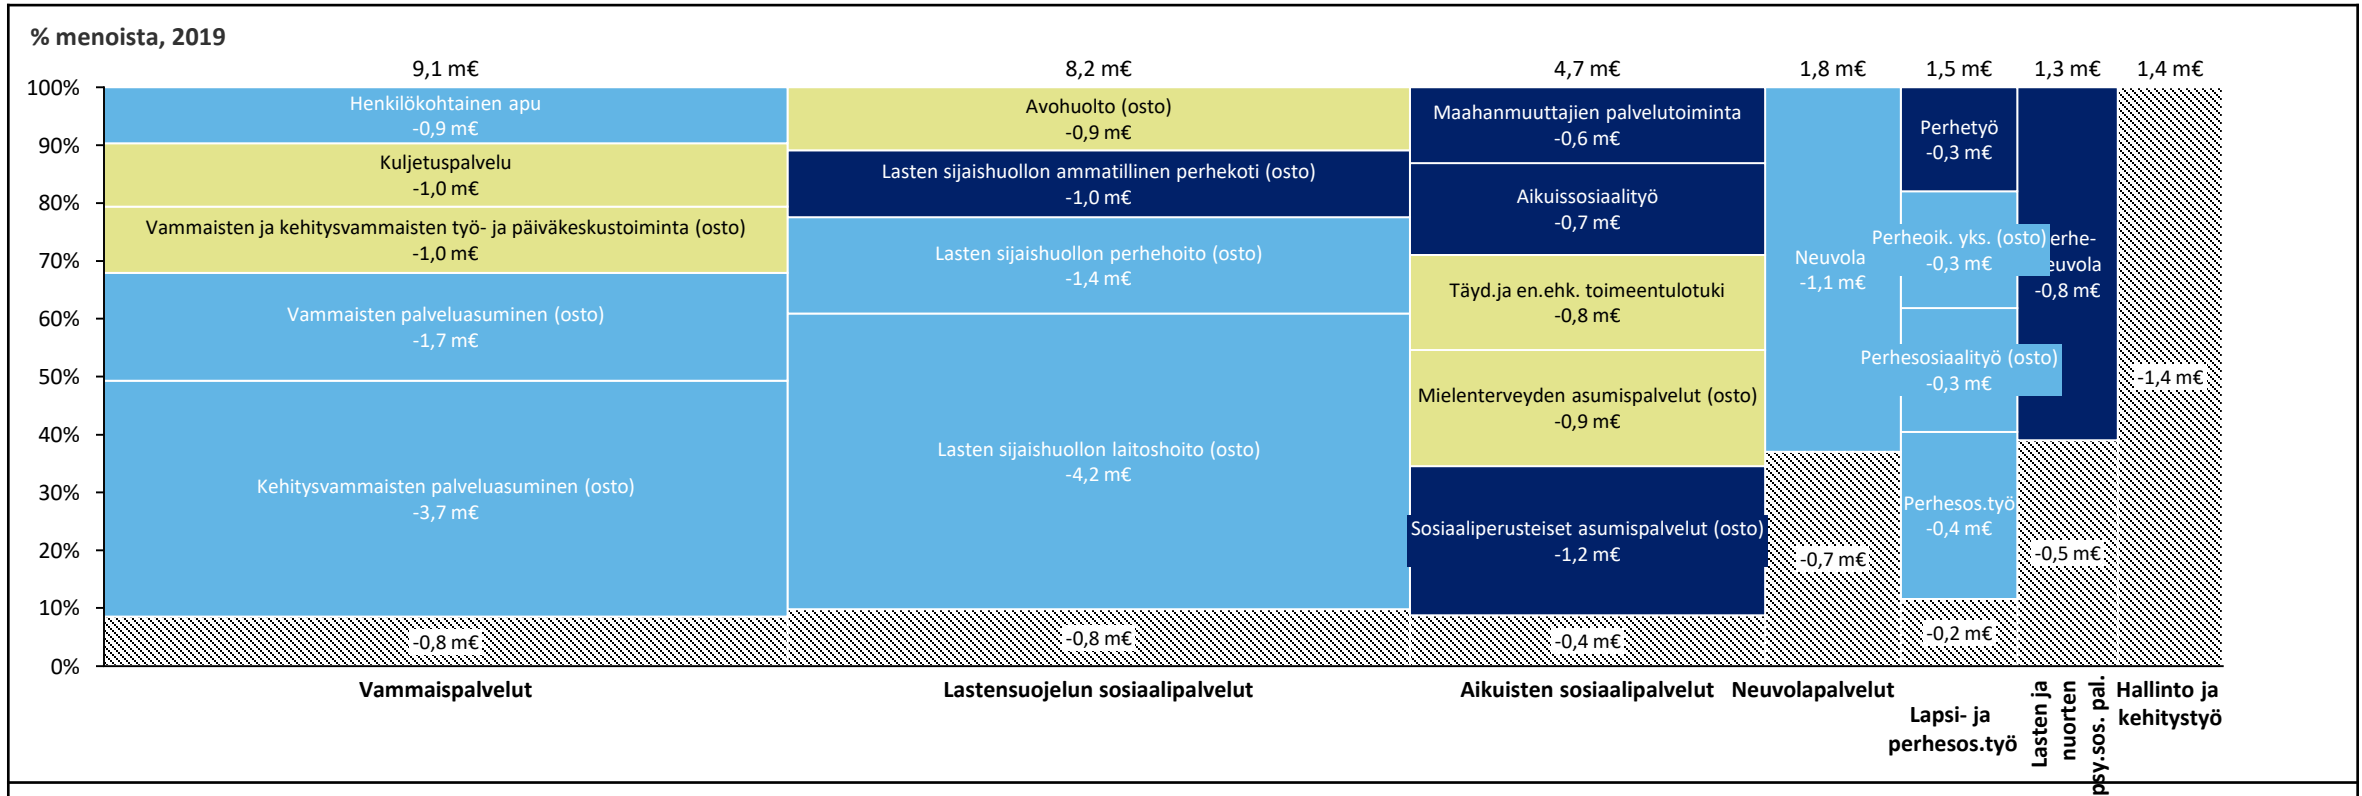 % menoista, 2019
9,1 m€
8,2 m€
4,7 m€
1,8 m€
1,5 m€
1,3 m€
1,4 m€
100%
90%
80%
70%
60%
50%
40%
30%
20%
10%
0%
Henkilökohtainen apu
-0,9 m€
Kuljetuspalvelu
-1,0 m€
Vammaisten ja kehitysvammaisten työ- ja päiväkeskustoiminta (osto)
-1,0 m€
Vammaisten palveluasuminen (osto)
-1,7 m€
Kehitysvammaisten palveluasuminen (osto)
-3,7 m€
-0,8 m€
Avohuolto (osto)
-0,9 m€
Lasten sijaishuollon ammatillinen perhekoti (osto)
-1,0 m€
Lasten sijaishuollon perhehoito (osto)
-1,4 m€
Lasten sijaishuollon laitoshoito (osto)
-4,2 m€
-0,8 m€
Maahanmuuttajien palvelutoiminta
-0,6 m€
Aikuissosiaalityö
-0,7 m€
Täyd.ja en.ehk. toimeentulotuki
-0,8 m€
Mielenterveyden asumispalvelut (osto)
-0,9 m€
Sosiaaliperusteiset asumispalvelut (osto)
-1,2 m€
-0,4 m€
Neuvola
-1,1 m€
-0,7 m€
Perhetyö
-0,3 m€
Perheoik. yks. (osto)
-0,3 m€
Perhesosiaalityö (osto)
-0,3 m€
Perhesos.työ
-0,4 m€
-0,2 m€
erhe-
euvola
-0,8 m€
-0,5 m€
-1,4 m€
Vammaispalvelut
Lastensuojelun sosiaalipalvelut
Aikuisten sosiaalipalvelut
Neuvolapalvelut
Lapsi- ja
perhesos.työ
Lasten ja
nuorten
psy.sos. pal.
Hallinto ja
kehitystyö